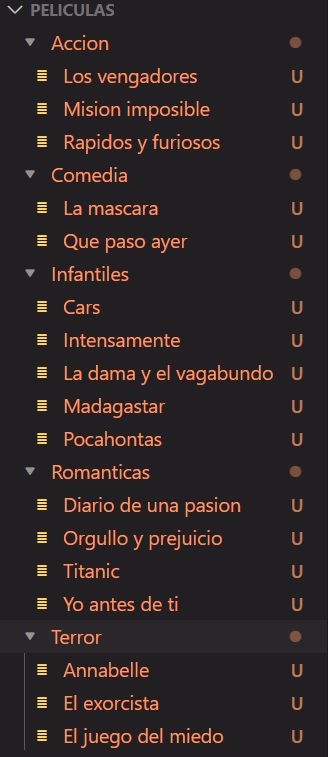 PELICULAS
Accion
Los vengadores U
Mision imposible U
Rapidos y furiosos U
Comedia
La mascara U
Que paso ayer U
Infantiles
Cars U
Intensamente U
La dama y el vagabundo U
Madagastar U
Pocahontas U
Romanticas
Diario de una pasion U
Orgullo y prejuicio U
Titanic U
Yo antes de ti U
Terror
Annabelle U
El exorcista U
El juego del miedo U